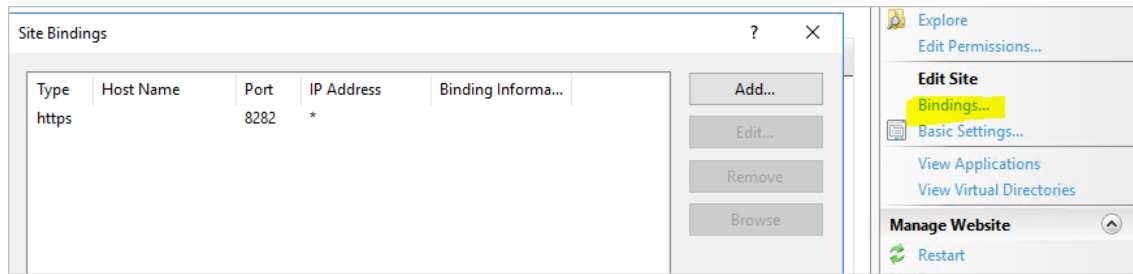 Site Bindings ? X
Type Host Name Port IP Address Binding Informa...
https 8282 *
Add...
Edit...
Remove
Browse
Explore
Edit Permissions...
Edit Site
Bindings...
Basic Settings...
View Applications
View Virtual Directories
Manage Website
Restart